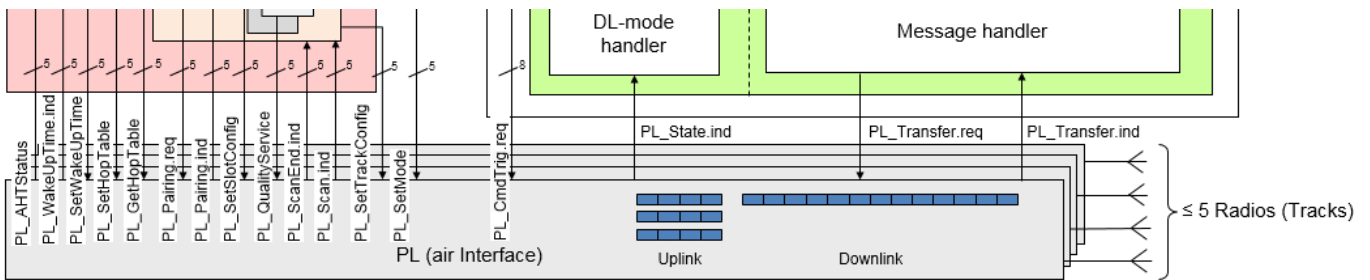 DL-mode
handler
Message handler
5
5
5
5
5
5
5
5
5
5
5
5
5
8
PL_AHTStatus
PL_WakeUpTime.ind
PL_SetWakeUpTime
PL_SetHopTable
PL_GetHopTable
PL_Pairing.req
PL_Pairing.ind
PL_SetSlotConfig
PL_QualityService
PL_ScanEnd.ind
PL_Scan.ind
PL_SetTrackConfig
PL_SetMode
PL_CmdTrig.req
PL_State.ind
PL_Transfer.req
PL_Transfer.ind
≤ 5 Radios (Tracks)
PL (air Interface)
Uplink
Downlink